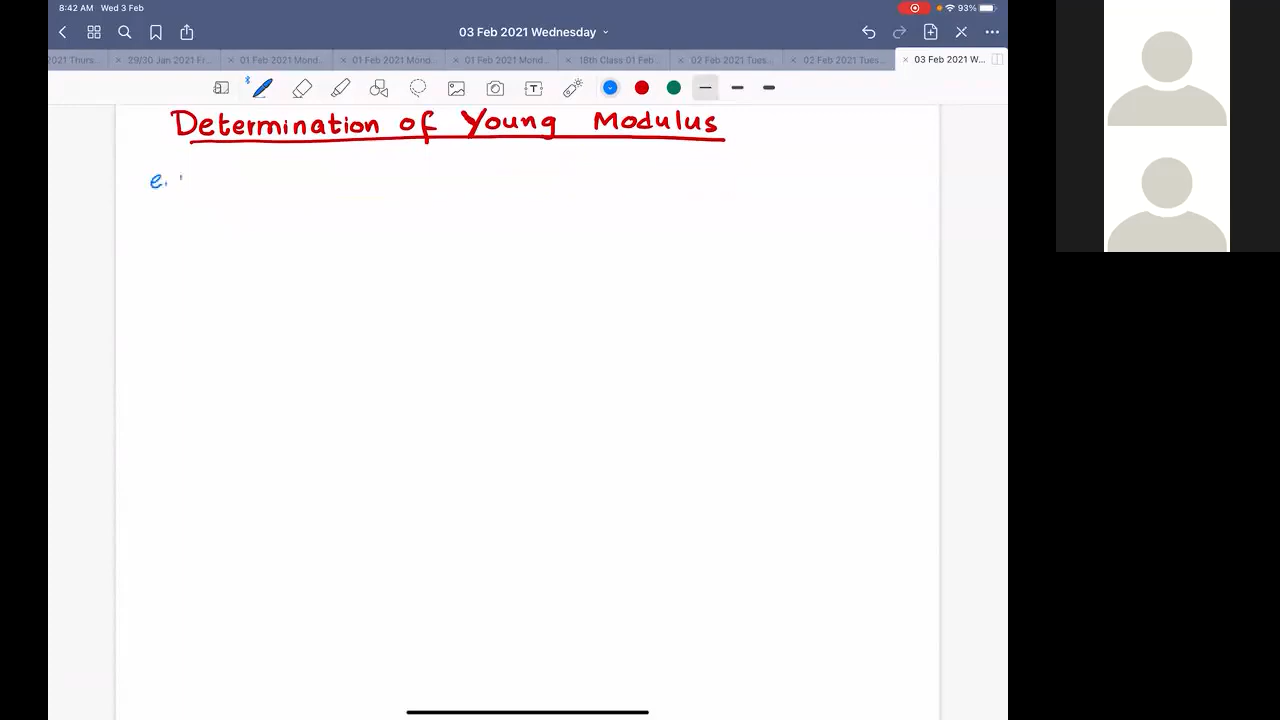 8:42 AM Wed 3 Feb
93%
03 Feb 2021 Wednesday
2021 Thurs...
29/30 Jan 2021 Fr...
01 Feb 2021 Mond...
01 Feb 2021 Mond...
01 Feb 2021 Mond...
18th Class 01 Feb...
02 Feb 2021 Tues...
02 Feb 2021 Tues...
03 Feb 2021 W...
T
Determination of Young Modulus
e.